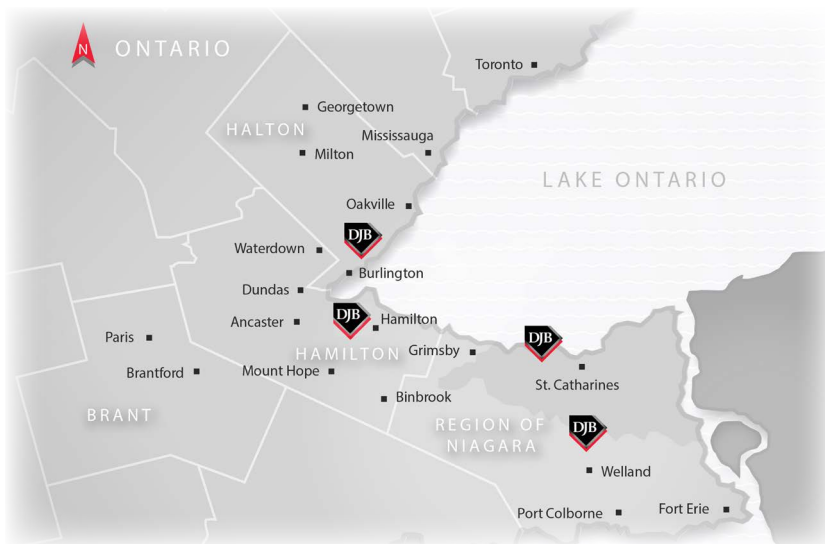 N
ONTARIO
Toronto
Georgetown
HALTON
Mississauga
Milton
LAKE ONTARIO
Oakville
DJB
Waterdown
Burlington
Dundas
DJB
Ancaster
Hamilton
Paris
DJB
HAMILTON
Grimsby
Brantford
Mount Hope
St. Catharines
Binbrook
BRANT
REGION OF
NIAGARA
DJB
Welland
Port Colborne
Fort Erie